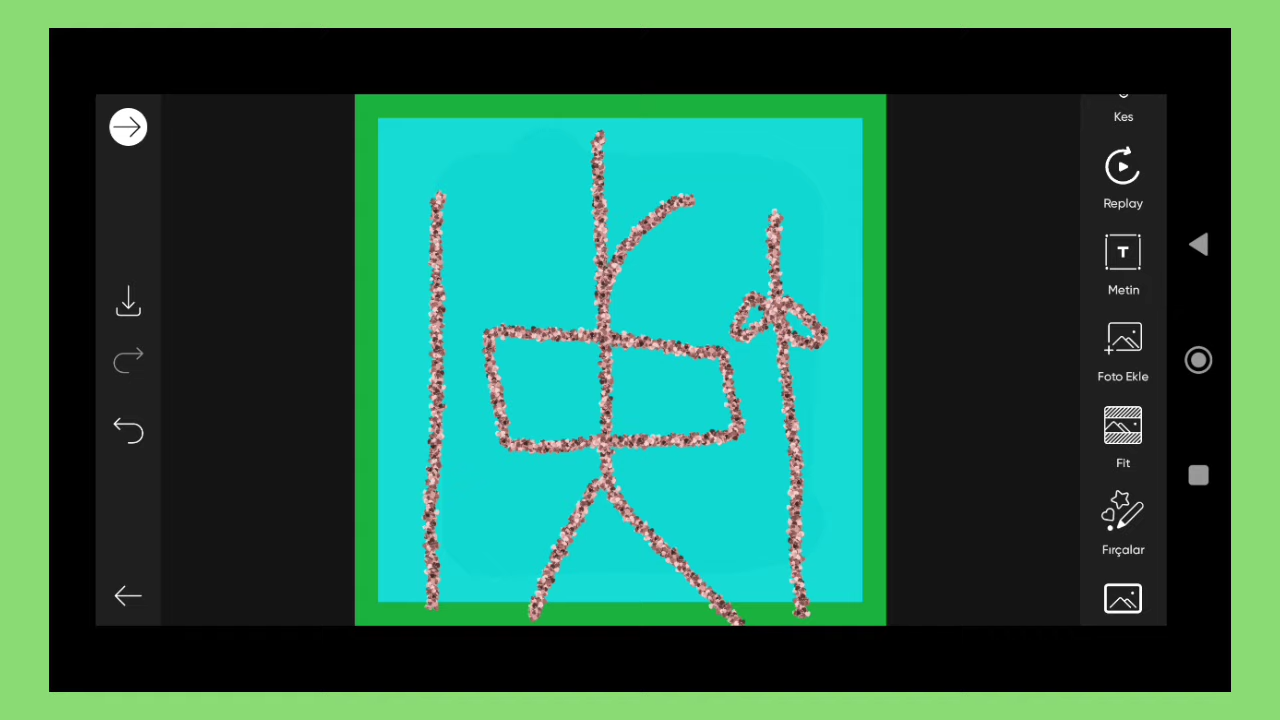 Kes
Replay
Metin
Foto Ekle
Fit
Fırçalar